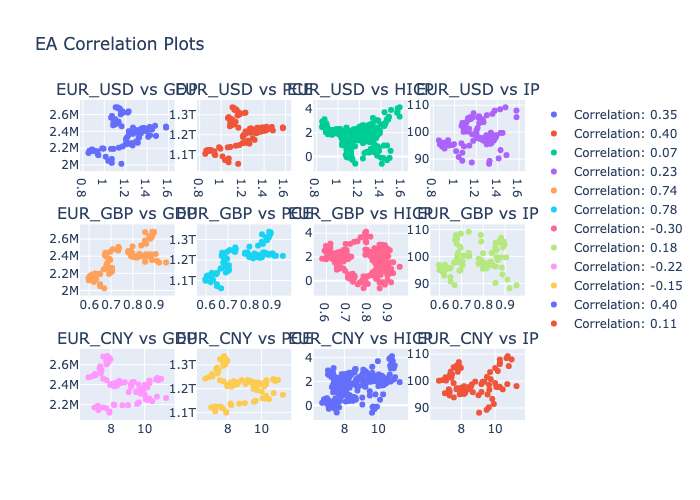 EA Correlation Plots
EUR_USD vs GDP
EUR_USD vs PCE
EUR_USD vs HICP
EUR_USD vs IP
2.6M
2.4M
2.2M
2M
0.8
1
1.2
1.4
1.6
1.3T
1.2T
1.1T
0.8
1
1.2
1.4
1.6
4
2
0
0.8
1
1.2
1.4
1.6
110
100
90
0.8
1
1.2
1.4
1.6
EUR_GBP vs GDP
EUR_GBP vs PCE
EUR_GBP vs HICP
EUR_GBP vs IP
2.6M
2.4M
2.2M
2M
0.6
0.7
0.8
0.9
1.3T
1.2T
1.1T
0.6
0.7
0.8
0.9
4
2
0
0.6
0.7
0.8
0.9
110
100
90
0.6
0.7
0.8
0.9
EUR_CNY vs GDP
EUR_CNY vs PCE
EUR_CNY vs HICP
EUR_CNY vs IP
2.6M
2.4M
2.2M
8
10
1.3T
1.2T
1.1T
8
10
4
2
0
8
10
110
100
90
8
10
Correlation: 0.35
Correlation: 0.40
Correlation: 0.07
Correlation: 0.23
Correlation: 0.74
Correlation: 0.78
Correlation: -0.30
Correlation: 0.18
Correlation: -0.22
Correlation: -0.15
Correlation: 0.40
Correlation: 0.11